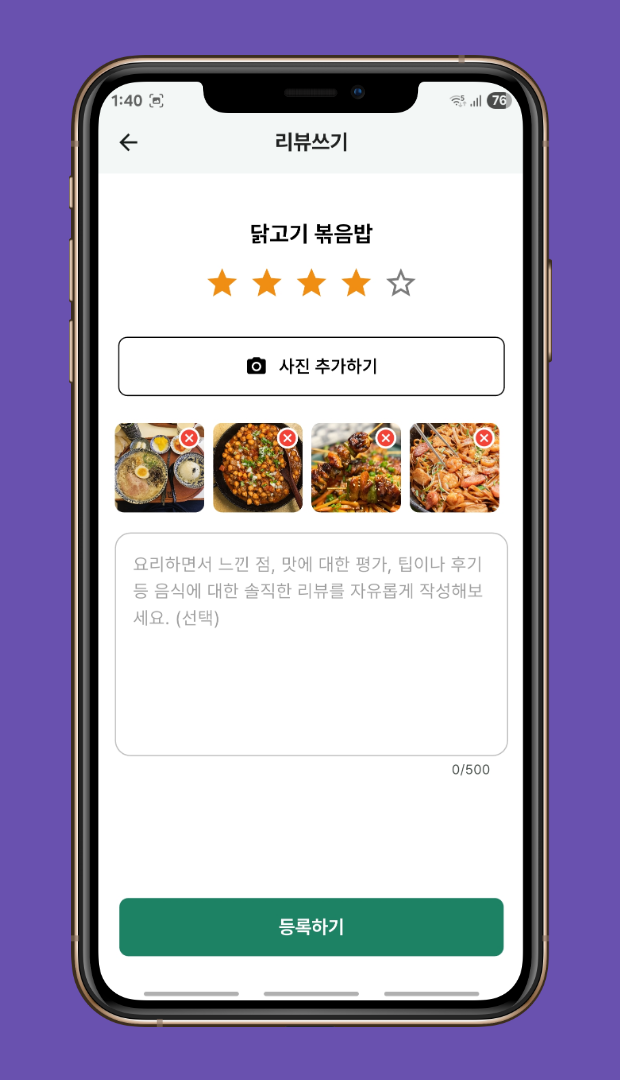 1:40
76
리뷰쓰기
닭고기 볶음밥
사진 추가하기
요리하면서 느낀 점, 맛에 대한 평가, 팁이나 후기
등 음식에 대한 솔직한 리뷰를 자유롭게 작성해보
세요. (선택)
0/500
등록하기